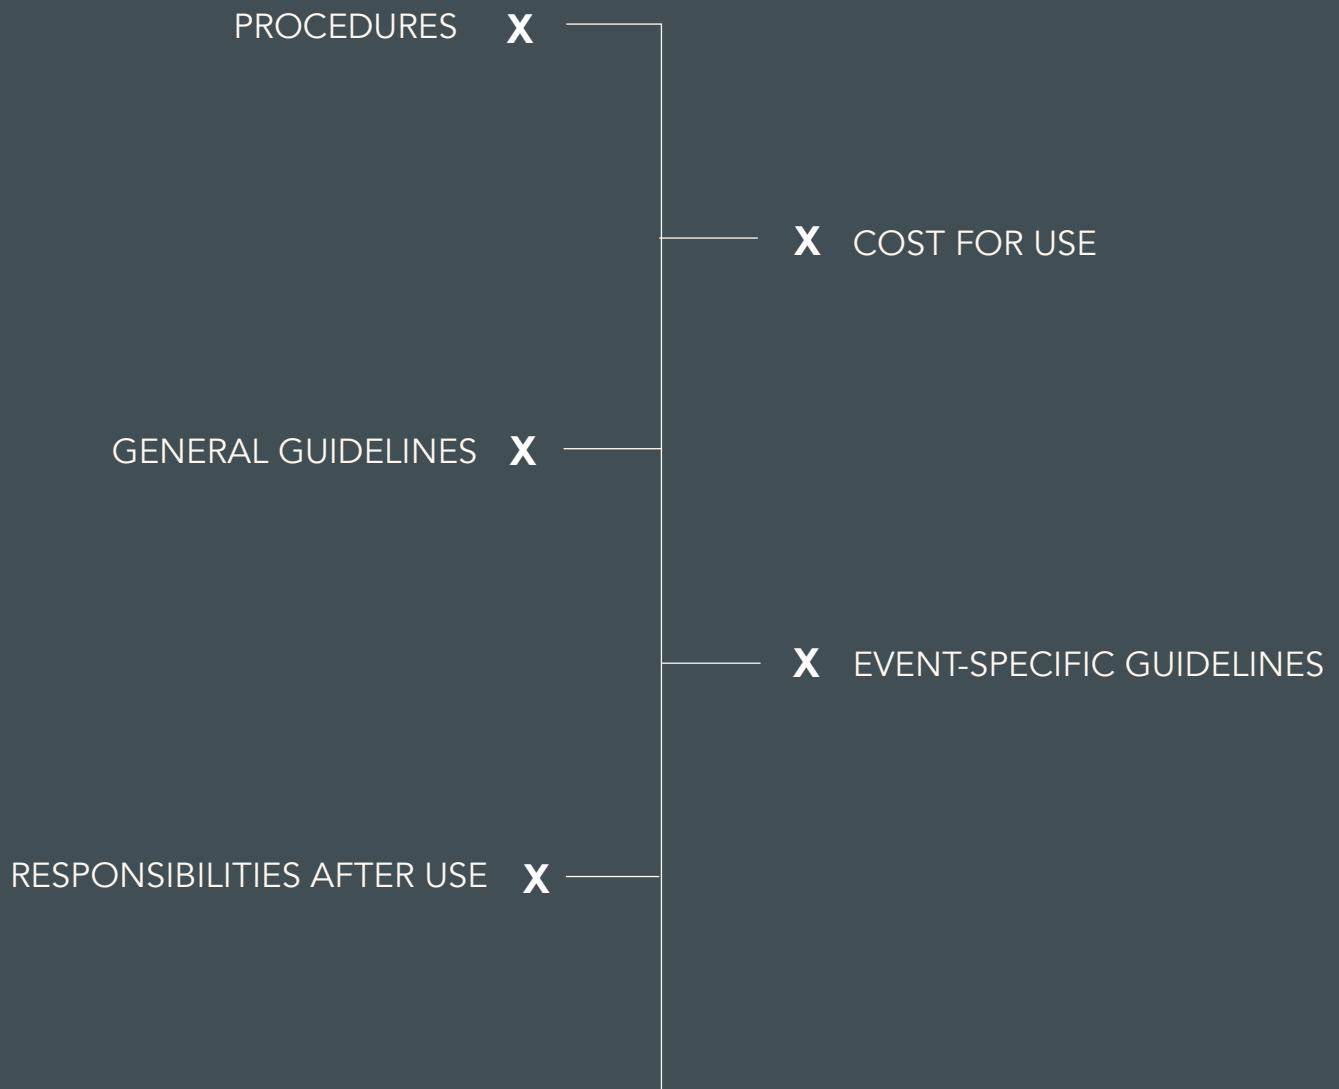 PROCEDURES X
X COST FOR USE
GENERAL GUIDELINES X
X EVENT-SPECIFIC GUIDELINES
RESPONSIBILITIES AFTER USE X